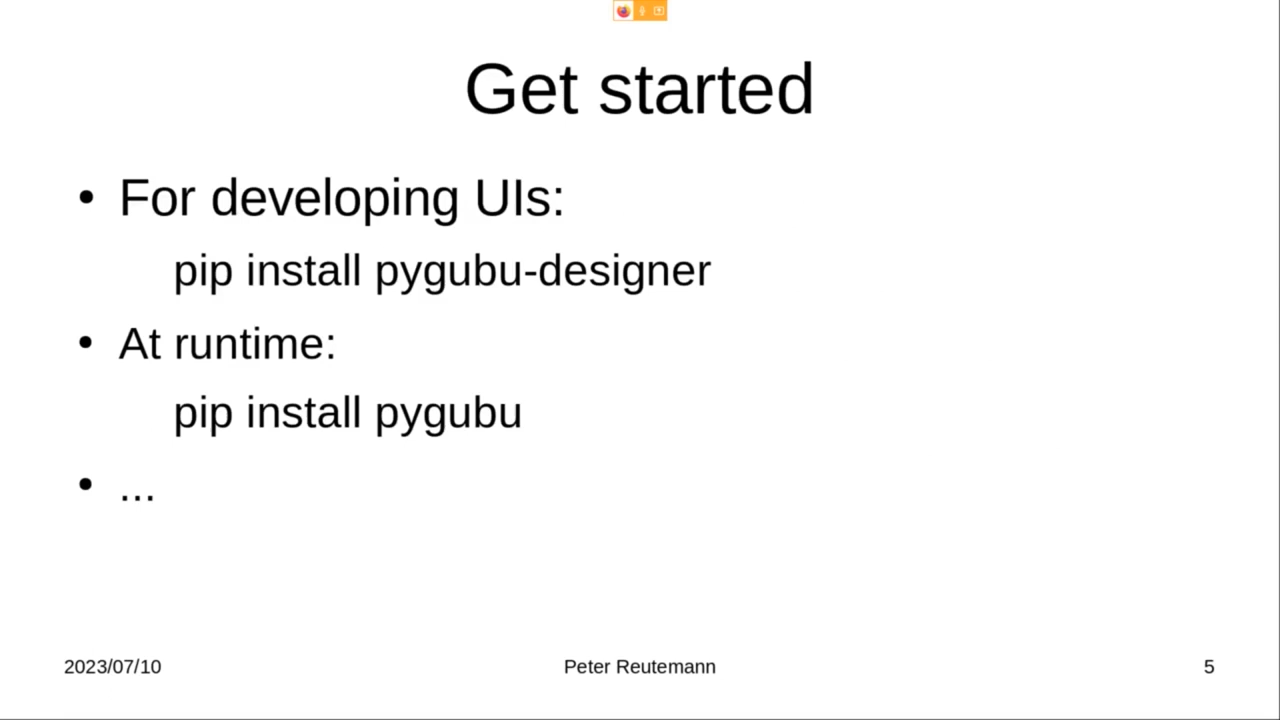 Get started
• For developing UIs:
pip install pygubu-designer
• At runtime:
pip install pygubu
• ...
2023/07/10 Peter Reutemann 5